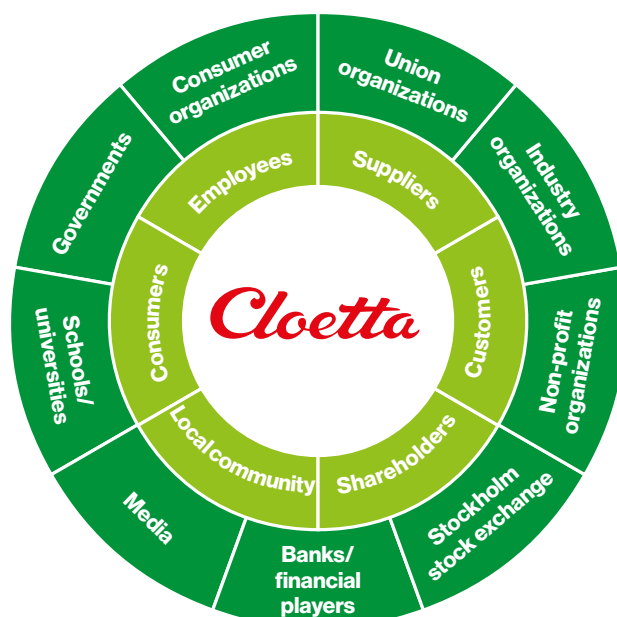 Consumer
organizations
Union
organizations
Industry
organizations
Non-profit
organizations
Stockholm
stock exchange
Banks/
financial
players
Media
Schools/
universities
Governments
Employees
Suppliers
Customers
Shareholders
Local community
Consumers
Cloetta